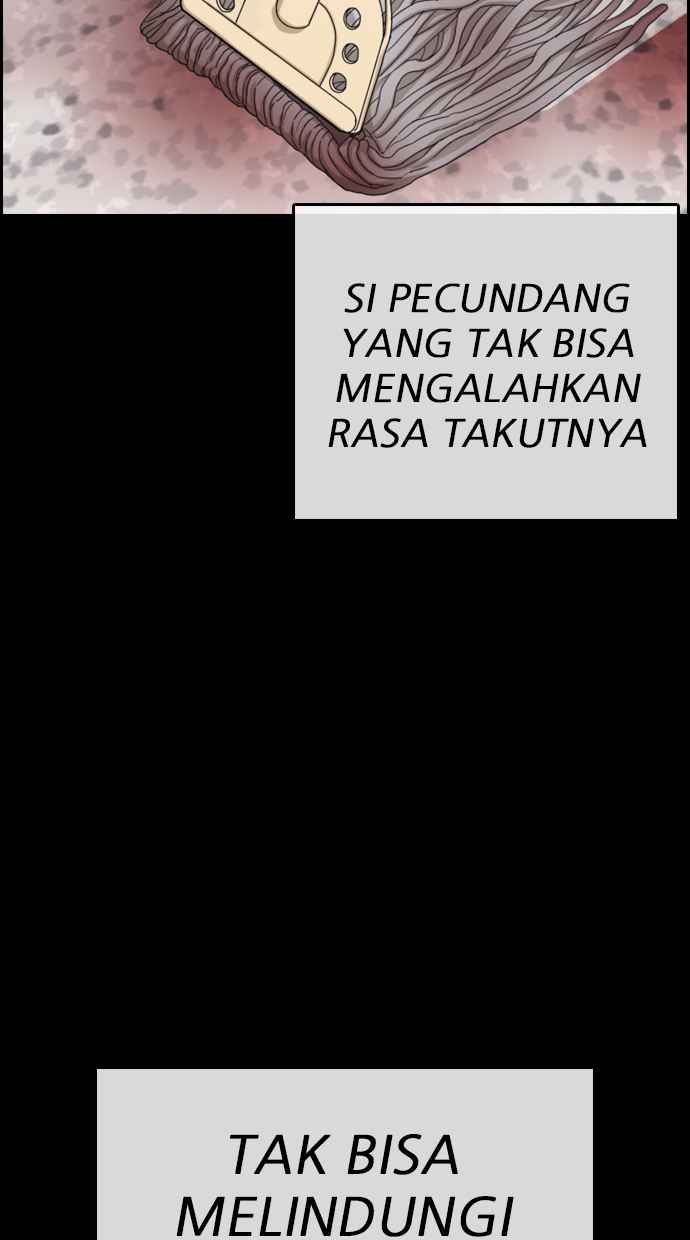 SI PECUNDANG
YANG TAK BISA
MENGALAHKAN
RASA TAKUTNYA
TAK BISA
MELINDUNGI